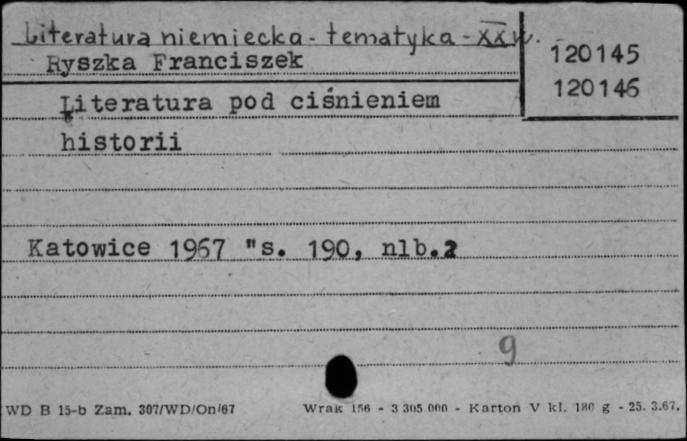 Literatura niemiecka - tematyka - XX w.
Ryszka Franciszek
120145
120146
Literatura pod ciśnieniem
historii
Katowice 1967 "s. 190, nlb.2
9
WD B 15-b Zam. 307/WD/On/67
Wrak 156 - 3 305 000 - Karton V kl. 180 g - 25. 3.67.